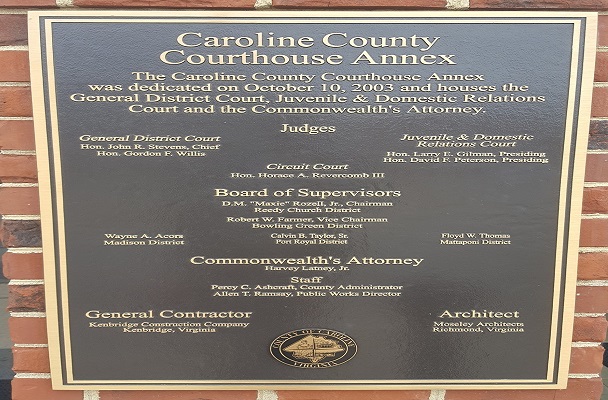 Caroline County
Courthouse Annex
The Caroline County Courthouse Annex
was dedicated on October 10, 2003 and houses the
General District Court, Juvenile & Domestic Relations
Court and the Commonwealth's Attorney.
Judges
General District Court
Hon. John R. Stevens, Chief
Hon. Gordon F. Willis
Juvenile & Domestic
Relations Court
Hon. Larry E. Gilman, Presiding
Hon. David F. Peterson, Presiding
Circuit Court
Hon. Horace A. Revercomb III
Board of Supervisors
D.M. "Maxie" Rozell, Jr., Chairman
Reedy Church District
Robert W. Farmer, Vice Chairman
Bowling Green District
Wayne A. Acors
Madison District
Calvin B. Taylor, Sr.
Port Royal District
Floyd W. Thomas
Mattaponi District
Commonwealth's Attorney
Harvey Latney, Jr.
Staff
Percy C. Ashcraft, County Administrator
Allen T. Ramsay, Public Works Director
General Contractor
Kenbridge Construction Company
Kenbridge, Virginia
Architect
Moseley Architects
Richmond, Virginia
COUNTY OF CAROLINE
VIRGINIA